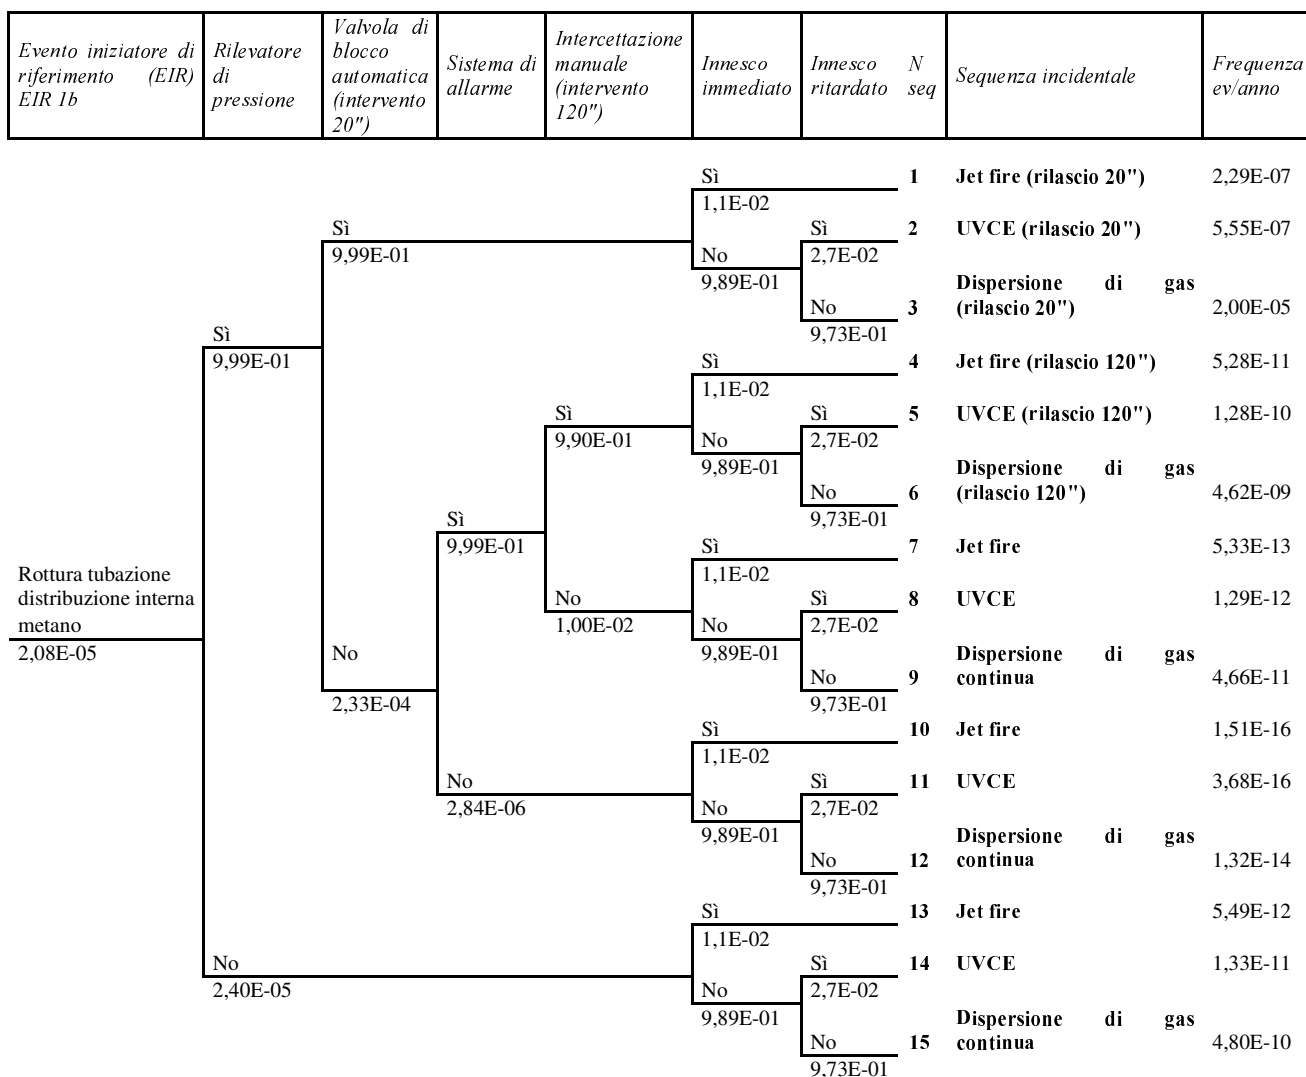 Evento iniziatore di
riferimento (EIR)
EIR 1b
Rilevatore
di
pressione
Valvola di
blocco
automatica
(intervento
20")
Sistema di
allarme
Intercettazione
manuale
(intervento
120")
Innesco
immediato
Innesco
ritardato
N
seq
Sequenza incidentale
Frequenza
ev/anno
Sì
1 Jet fire (rilascio 20") 2,29E-07
1,1E-02
Sì
Sì
2 UVCE (rilascio 20") 5,55E-07
9,99E-01
No
2,7E-02
9,89E-01
Dispersione di gas
No
3 (rilascio 20") 2,00E-05
9,73E-01
Sì
9,99E-01
Sì
4 Jet fire (rilascio 120") 5,28E-11
1,1E-02
Sì
Sì
5 UVCE (rilascio 120") 1,28E-10
9,90E-01
No
2,7E-02
9,89E-01
Dispersione di gas
No
6 (rilascio 120") 4,62E-09
9,73E-01
Sì
9,99E-01
Sì
7 Jet fire 5,33E-13
1,1E-02
Rottura tubazione
distribuzione interna
metano
2,08E-05
No
Sì
8 UVCE 1,29E-12
1,00E-02
No
2,7E-02
9,89E-01
Dispersione di gas
No
9 continua 4,66E-11
9,73E-01
No
2,33E-04
Sì
10 Jet fire 1,51E-16
1,1E-02
No
Sì
11 UVCE 3,68E-16
2,84E-06
No
2,7E-02
9,89E-01
Dispersione di gas
No
12 continua 1,32E-14
9,73E-01
Sì
13 Jet fire 5,49E-12
1,1E-02
No
Sì
14 UVCE 1,33E-11
2,40E-05
No
2,7E-02
9,89E-01
Dispersione di gas
No
15 continua 4,80E-10
9,73E-01